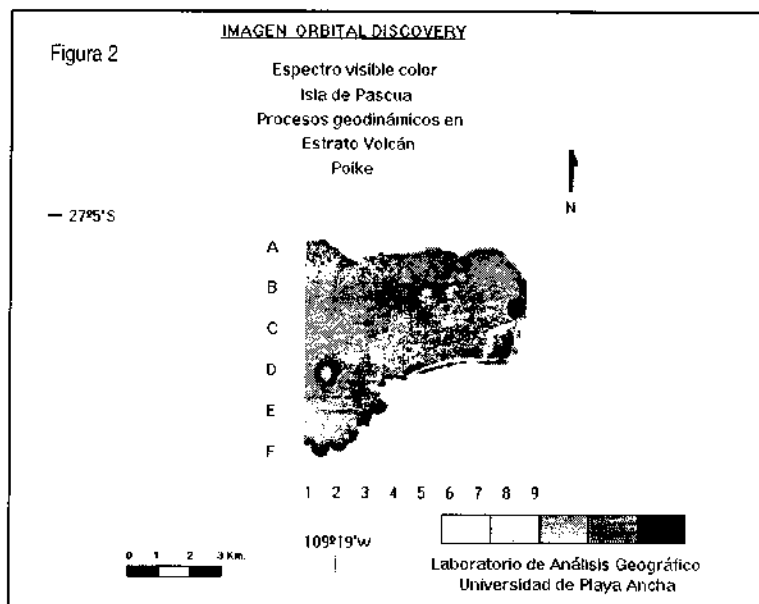 IMAGEN ORBITAL DISCOVERY
Figura 2
Espectro visible color
Isla de Pascua
Procesos geodinámicos en
Estrato Volcán
Poike
N
27º5'S
A
B
C
D
E
F
1 2 3 4 5 6 7 8 9
109º19'W
0 1 2 3 Km.
Laboratorio de Análisis Geográfico
Universidad de Playa Ancha